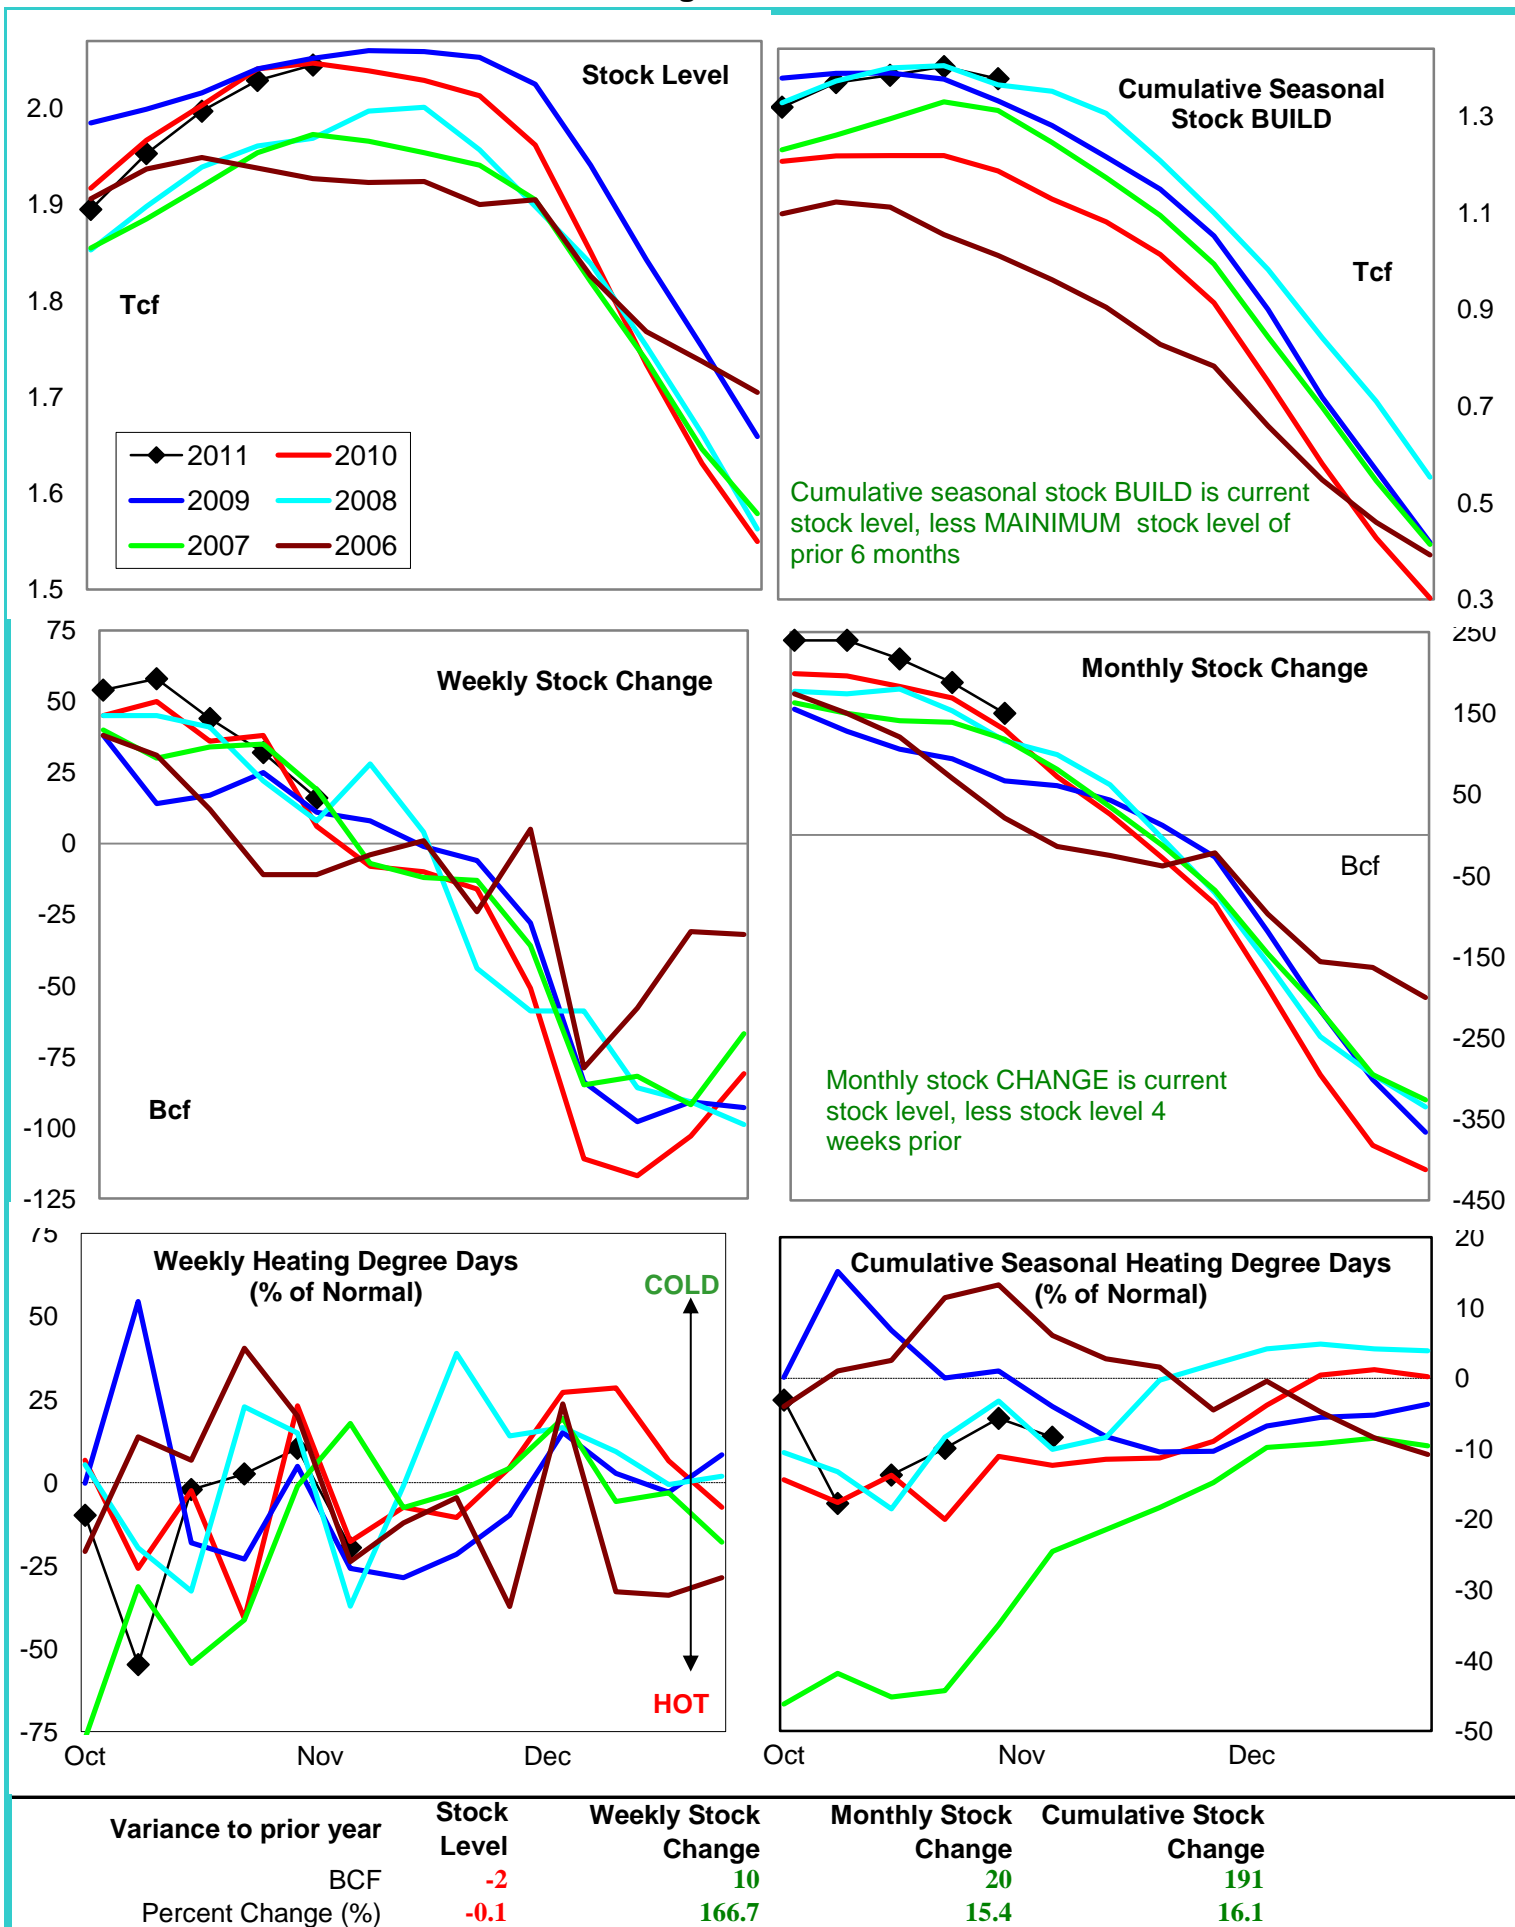 Stock Level
2.0
1.9
1.8
1.7
1.6
1.5
Tcf
2011
2010
2009
2008
2007
2006
Cumulative Seasonal
Stock BUILD
1.3
1.1
0.9
0.7
0.5
0.3
Tcf
Cumulative seasonal stock BUILD is current
stock level, less MAINIMUM stock level of
prior 6 months
Weekly Stock Change
75
50
25
0
-25
-50
-75
-100
-125
Bcf
Monthly Stock Change
250
150
50
-50
-150
-250
-350
-450
Bcf
Monthly stock CHANGE is current
stock level, less stock level 4
weeks prior
Weekly Heating Degree Days
(% of Normal)
75
50
25
0
-25
-50
-75
COLD
HOT
Oct
Nov
Dec
Cumulative Seasonal Heating Degree Days
(% of Normal)
20
10
0
-10
-20
-30
-40
-50
Oct
Nov
Dec
Variance to prior year
Stock
Level
Weekly Stock
Change
Monthly Stock
Change
Cumulative Stock
Change
BCF -2 10 20 191
Percent Change (%) -0.1 166.7 15.4 16.1